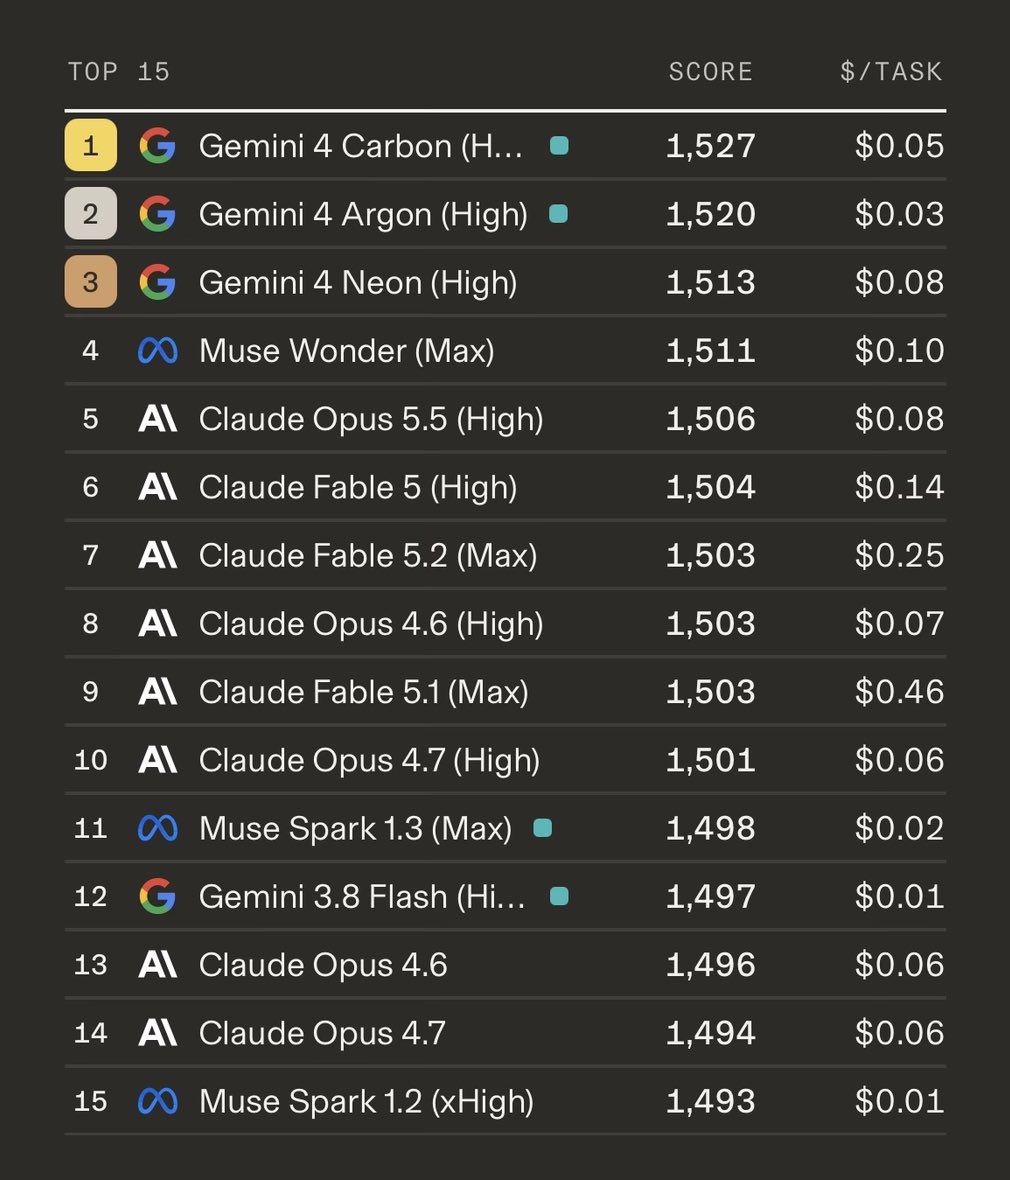 TOP 15 SCORE $/TASK
1 Gemini 4 Carbon (H... 1,527 $0.05
2 Gemini 4 Argon (High) 1,520 $0.03
3 Gemini 4 Neon (High) 1,513 $0.08
4 Muse Wonder (Max) 1,511 $0.10
5 Claude Opus 5.5 (High) 1,506 $0.08
6 Claude Fable 5 (High) 1,504 $0.14
7 Claude Fable 5.2 (Max) 1,503 $0.25
8 Claude Opus 4.6 (High) 1,503 $0.07
9 Claude Fable 5.1 (Max) 1,503 $0.46
10 Claude Opus 4.7 (High) 1,501 $0.06
11 Muse Spark 1.3 (Max) 1,498 $0.02
12 Gemini 3.8 Flash (Hi... 1,497 $0.01
13 Claude Opus 4.6 1,496 $0.06
14 Claude Opus 4.7 1,494 $0.06
15 Muse Spark 1.2 (xHigh) 1,493 $0.01